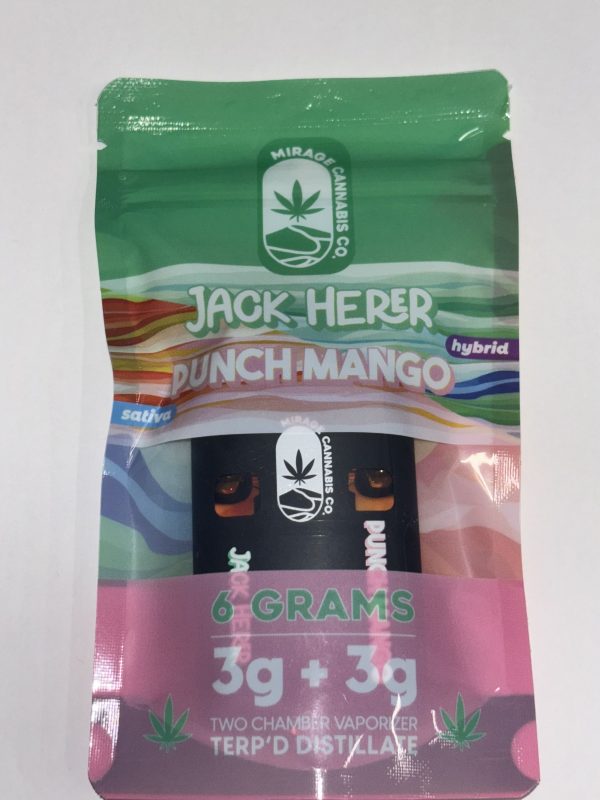 MIRAGE CANNABIS CO.
JACK HERER
hybrid
PUNCH MANGO
sativa
MIRAGE CANNABIS CO.
JACK HERER
PUNCH MANGO
6 GRAMS
3g + 3g
TWO CHAMBER VAPORIZER
TERP'D DISTILLATE